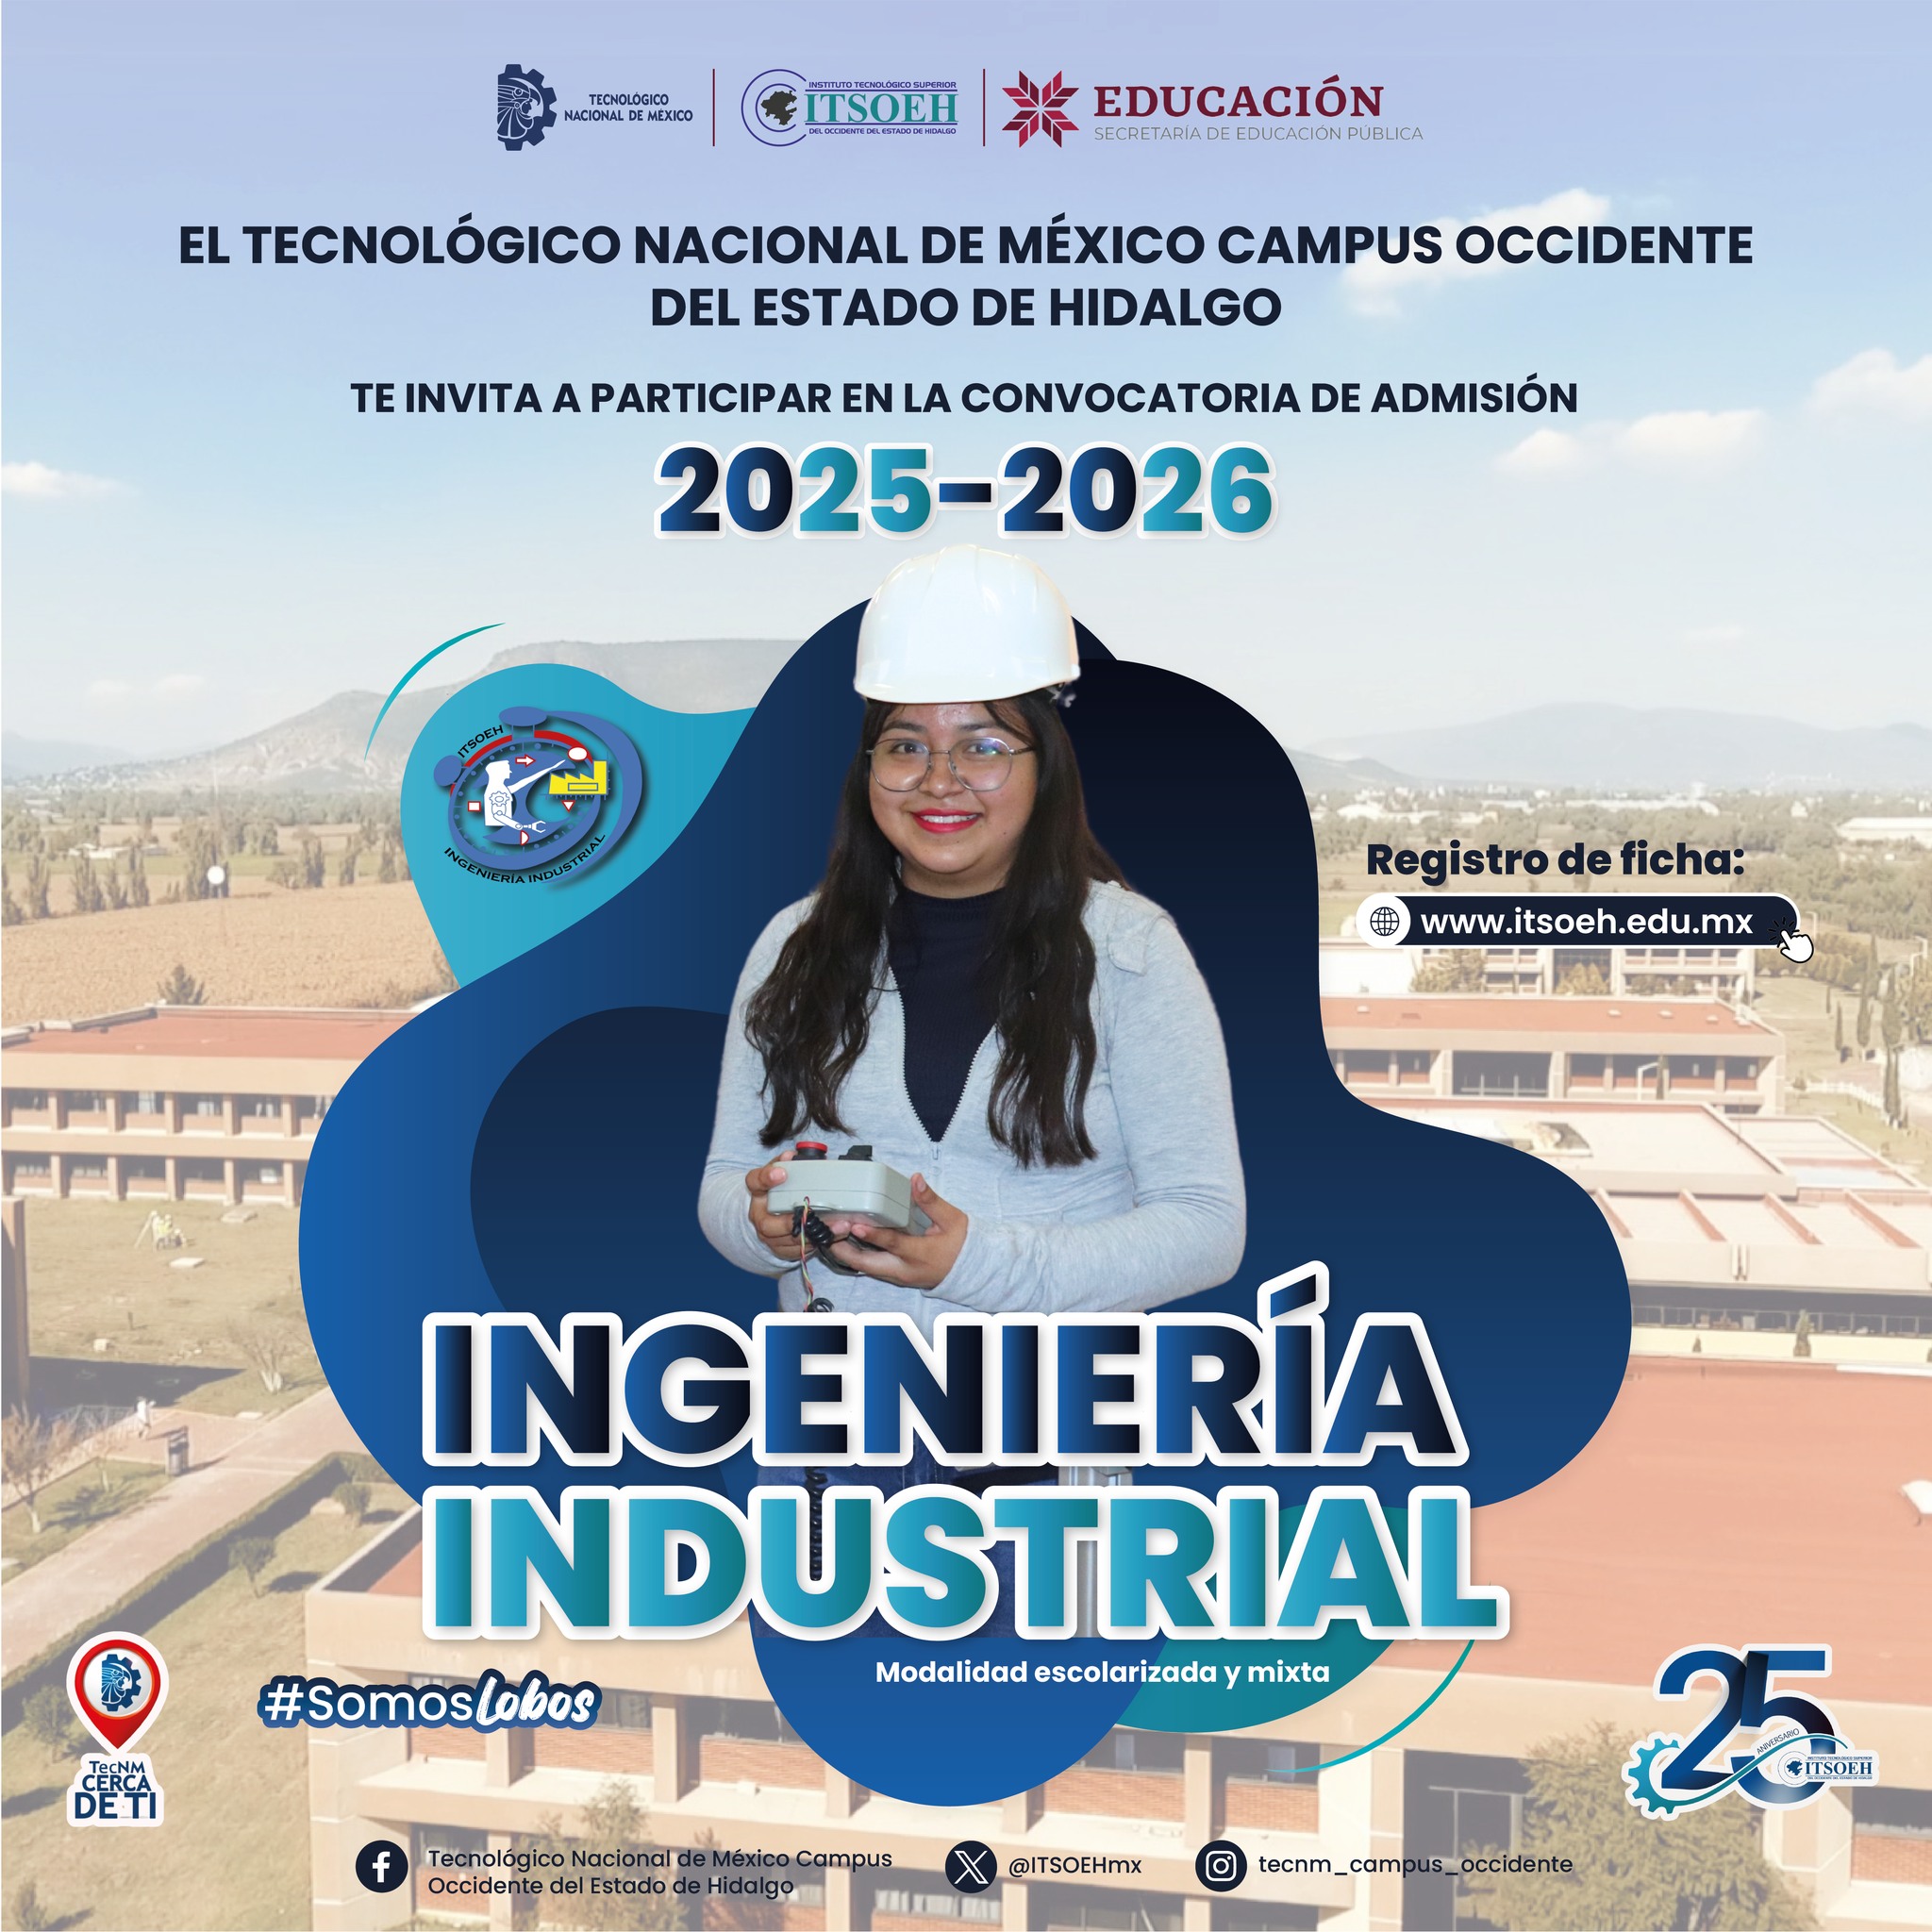 TECNOLÓGICO
NACIONAL DE MÉXICO
INSTITUTO TECNOLÓGICO SUPERIOR
ITSOEH
DEL OCCIDENTE DEL ESTADO DE HIDALGO
EDUCACIÓN
SECRETARÍA DE EDUCACIÓN PÚBLICA
EL TECNOLÓGICO NACIONAL DE MÉXICO CAMPUS OCCIDENTE
DEL ESTADO DE HIDALGO
TE INVITA A PARTICIPAR EN LA CONVOCATORIA DE ADMISIÓN
2025-2026
ITSOEH
INGENIERÍA INDUSTRIAL
Registro de ficha:
www.itsoeh.edu.mx
INGENIERÍA
INDUSTRIAL
Modalidad escolarizada y mixta
#SomosLobos
TecNM
CERCA
DE TI
25
ANIVERSARIO
ITSOEH
Tecnológico Nacional de México Campus
Occidente del Estado de Hidalgo
@ITSOEHmx
tecnm_campus_occidente